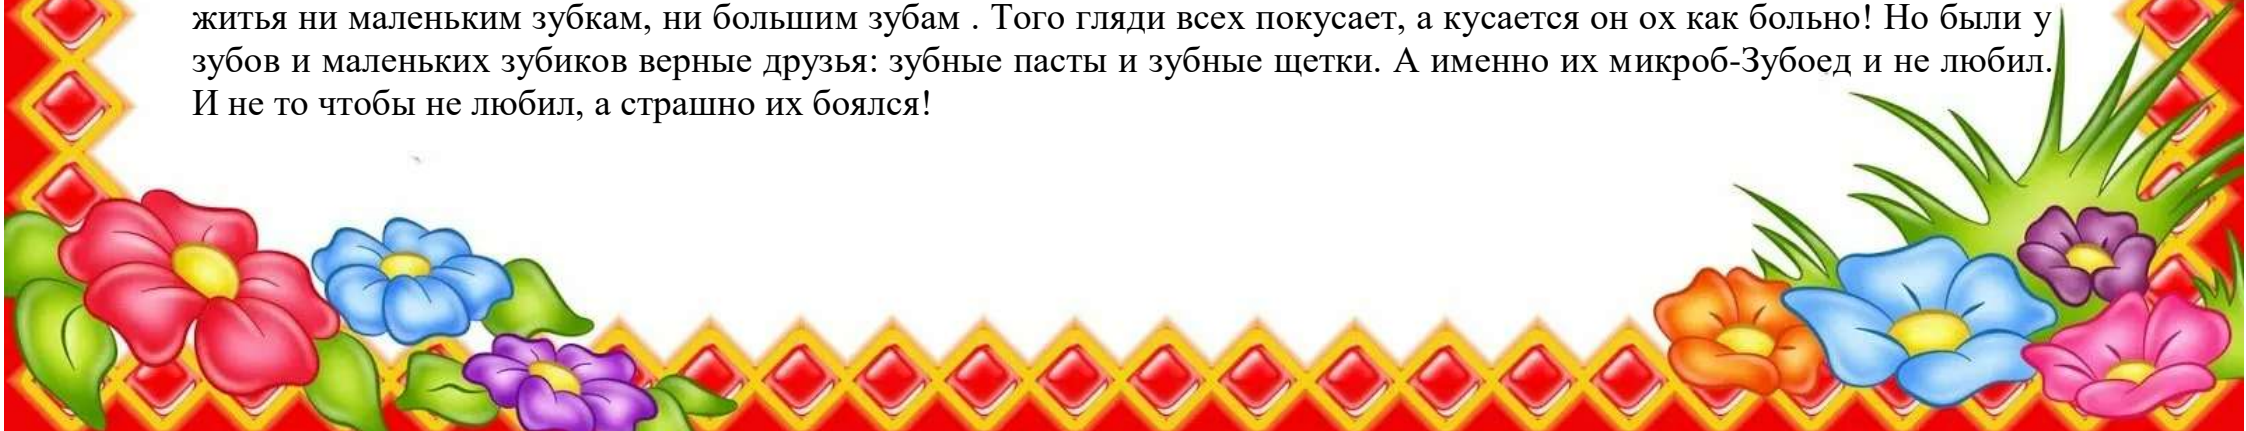 житья ни маленьким зубкам, ни большим зубам . Того гляди всех покусает, а кусается он ох как больно! Но были у
зубов и маленьких зубиков верные друзья: зубные пасты и зубные щетки. А именно их микроб-Зубоед и не любил.
И не то чтобы не любил, а страшно их боялся!